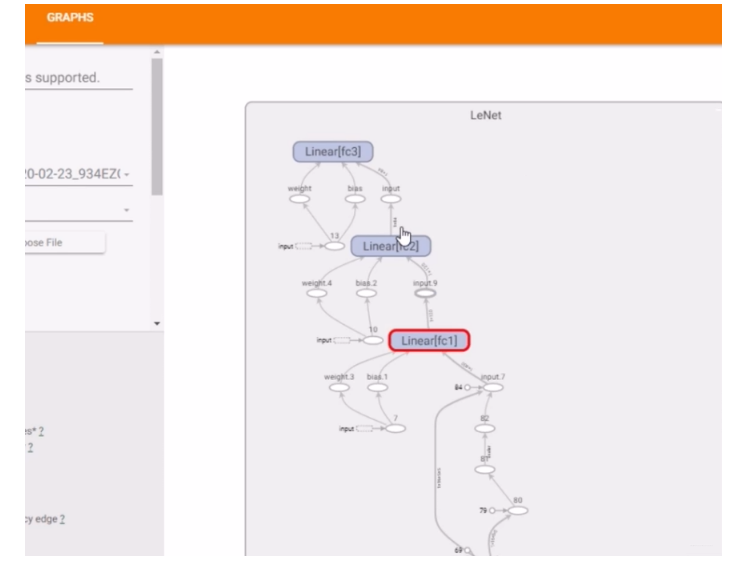 GRAPHS
s supported.
:0-02-23_934EZ(
ose File
es* ?
?
cy edge ?
LeNet
Linear[fc3]
weight
bias
input
13
input
Linear[fc2]
weight.4
bias.2
input.9
10
input
Linear[fc1]
weight.3
bias.1
input.7
84
7
input
82
81
80
79
69